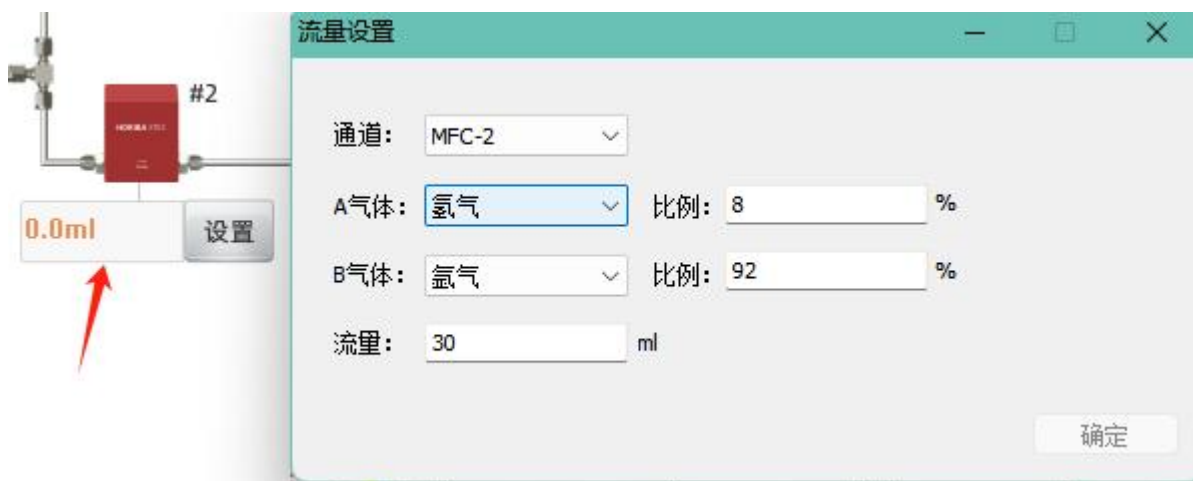 流量设置
#2
HORIBA
0.0ml
设置
通道： MFC-2
A气体： 氢气 比例： 8 %
B气体： 氩气 比例： 92 %
流量： 30 ml
确定